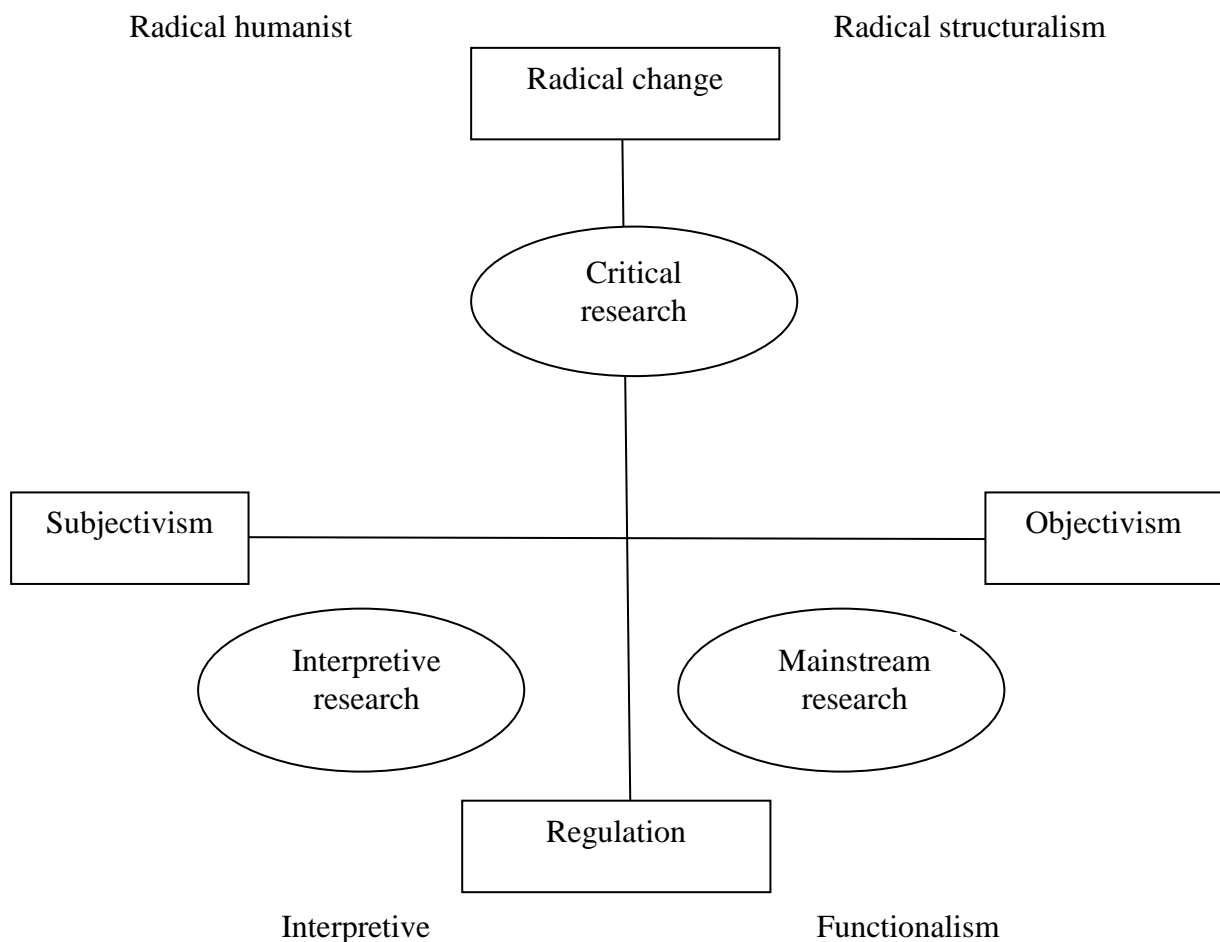 Radical humanist
Radical structuralism
Radical change
Critical
research
Subjectivism
Objectivism
Interpretive
research
Mainstream
research
Regulation
Interpretive
Functionalism